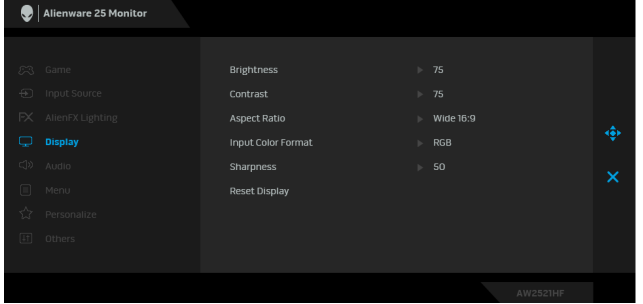 Alienware 25 Monitor
Game
Input Source
FX AlienFX Lighting
Display
Audio
Menu
Personalize
Others
Brightness 75
Contrast 75
Aspect Ratio Wide 16:9
Input Color Format RGB
Sharpness 50
Reset Display
AW2521HF